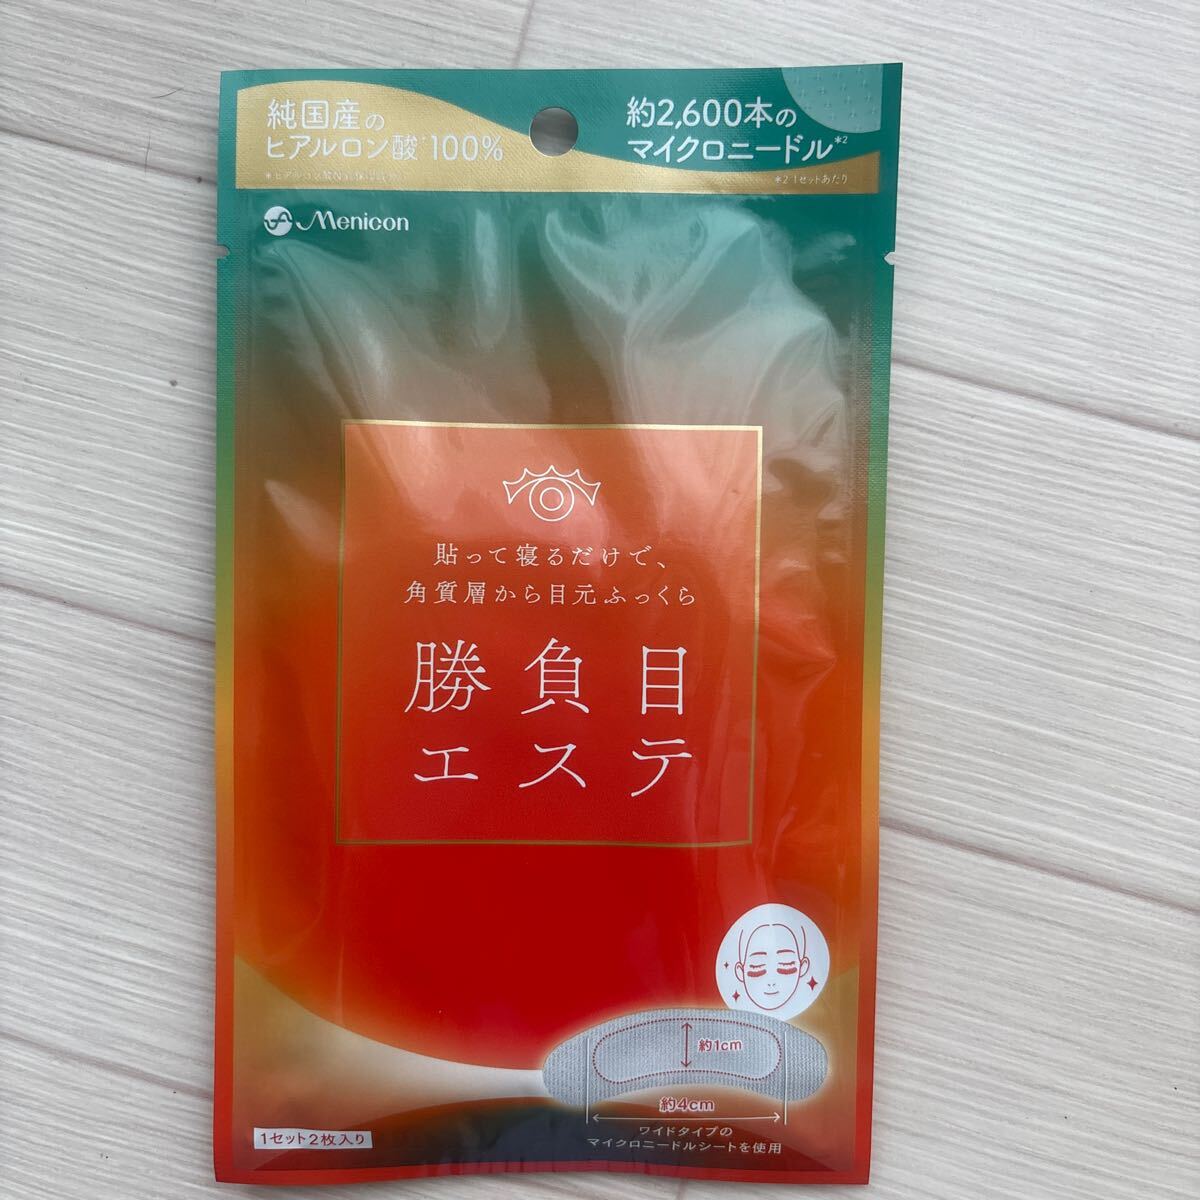 純国産の
ヒアルロン酸*100%
約2,600本の
マイクロニードル*2
*2 1セットあたり
Menicon
貼って寝るだけで、
角質層から目元ふっくら
勝負目
エステ
約1cm
約4cm
ワイドタイプの
マイクロニードルシートを使用
1セット2枚入り